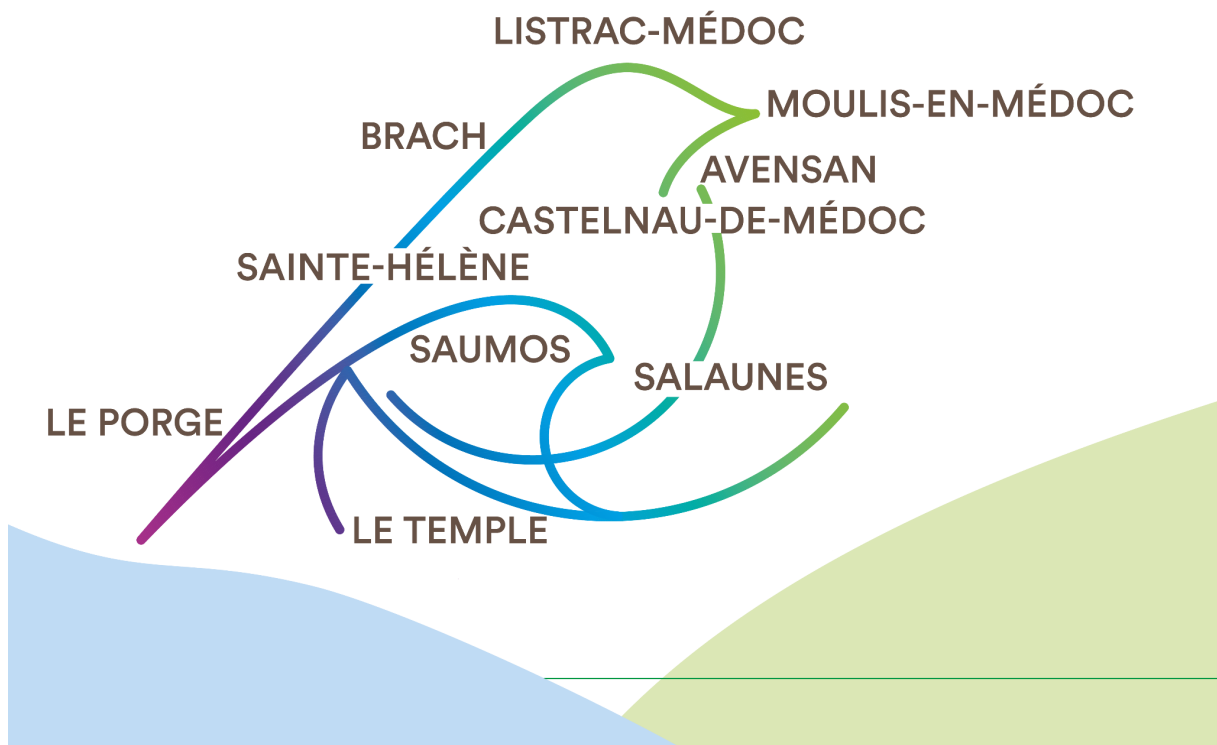 LISTRAC-MÉDOC
MOULIS-EN-MÉDOC
BRACH
AVENSAN
CASTELNAU-DE-MÉDOC
SAINTE-HÉLÈNE
SAUMOS
SALAUNES
LE PORGE
LE TEMPLE